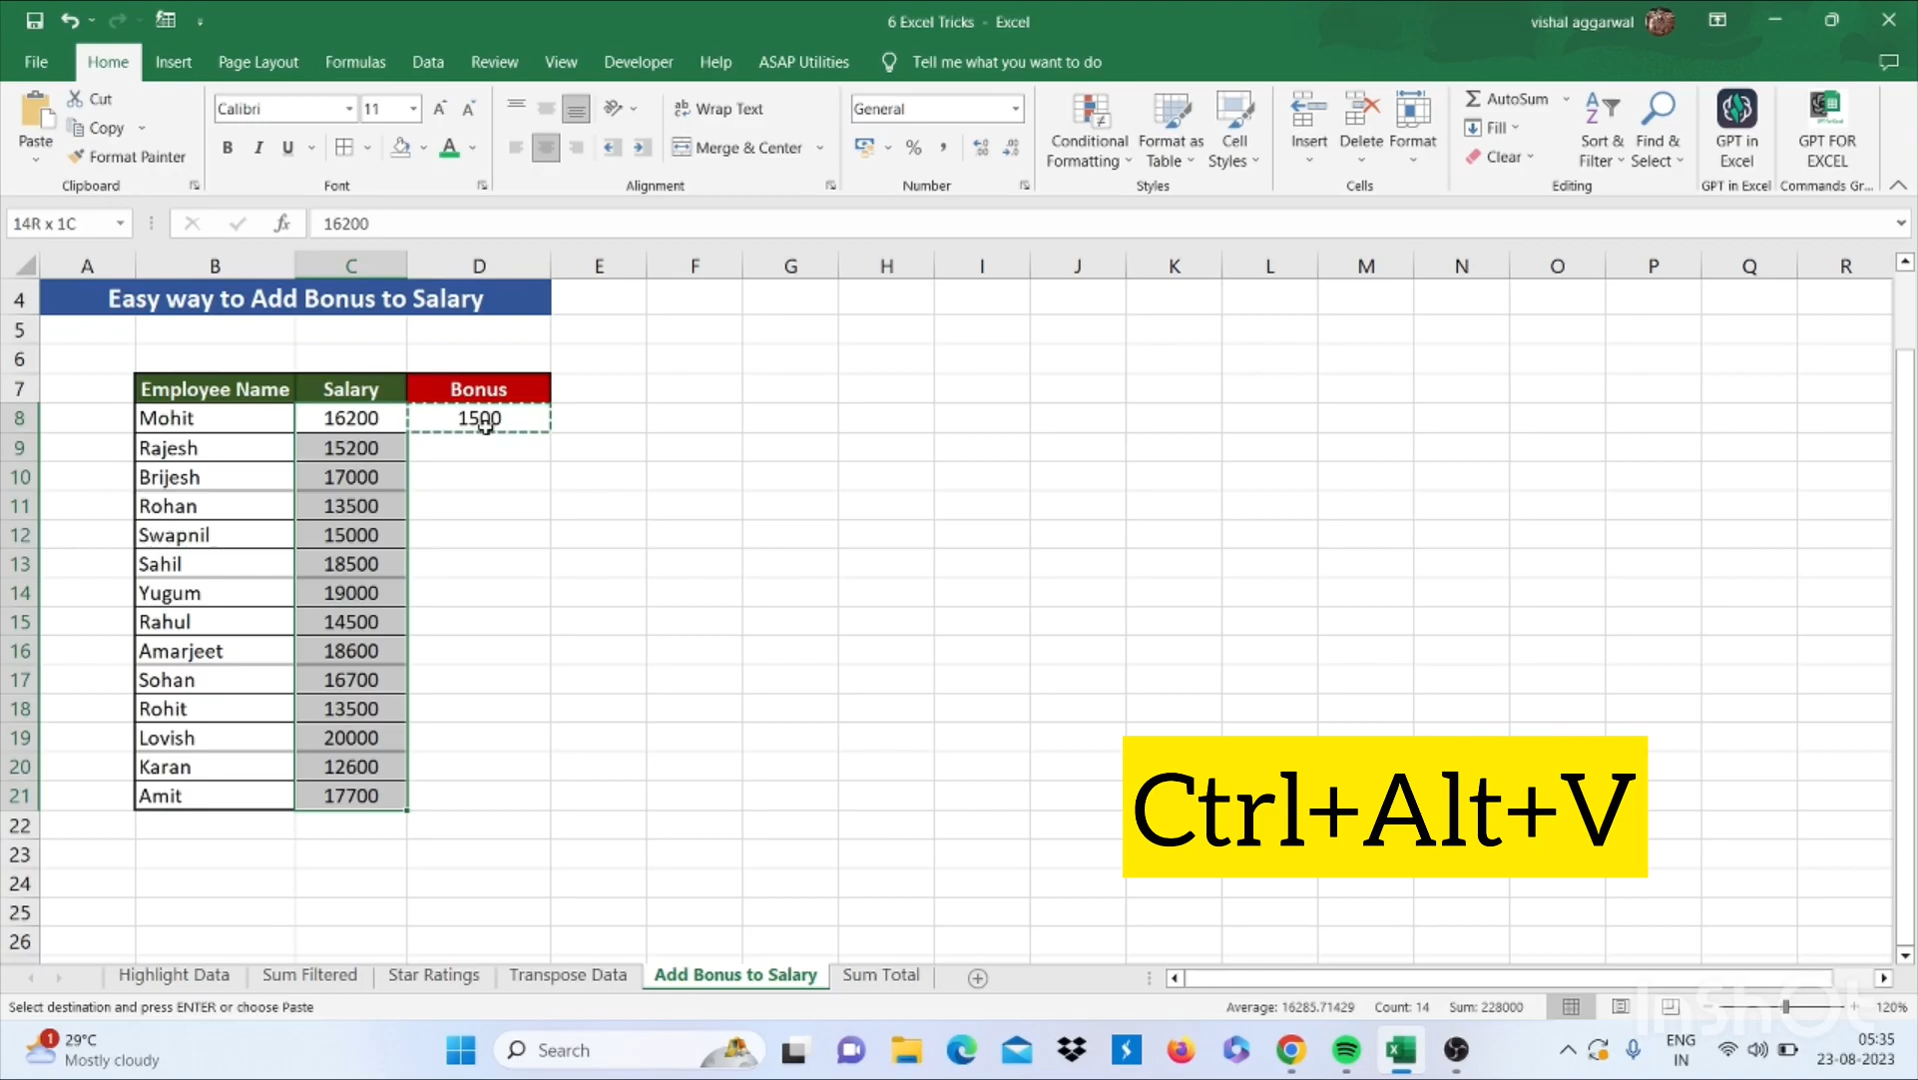 6 Excel Tricks - Excel
vishal aggarwal
File Home Insert Page Layout Formulas Data Review View Developer Help ASAP Utilities Tell me what you want to do
Paste
Cut
Copy
Format Painter
Clipboard
Calibri 11
B I U
Font
Wrap Text
Merge & Center
Alignment
General
%
Number
Conditional Formatting
Format as Table
Cell Styles
Styles
Insert Delete Format
Cells
AutoSum
Fill
Clear
Sort & Filter
Find & Select
Editing
GPT in Excel
GPT in Excel
GPT FOR EXCEL
Commands Gr...
14R x 1C fx 16200
A B C D E F G H I J K L M N O P Q R
4 Easy way to Add Bonus to Salary
5
6
7 Employee Name Salary Bonus
8 Mohit 16200 1500
9 Rajesh 15200
10 Brijesh 17000
11 Rohan 13500
12 Swapnil 15000
13 Sahil 18500
14 Yugum 19000
15 Rahul 14500
16 Amarjeet 18600
17 Sohan 16700
18 Rohit 13500
19 Lovish 20000
20 Karan 12600
21 Amit 17700
22
23
24
25
26
Ctrl+Alt+V
Highlight Data Sum Filtered Star Ratings Transpose Data Add Bonus to Salary Sum Total
Select destination and press ENTER or choose Paste Average: 16285.71429 Count: 14 Sum: 228000 120%
InShOt
1 29°C
Mostly cloudy
Search
ENG
IN
05:35
23-08-2023